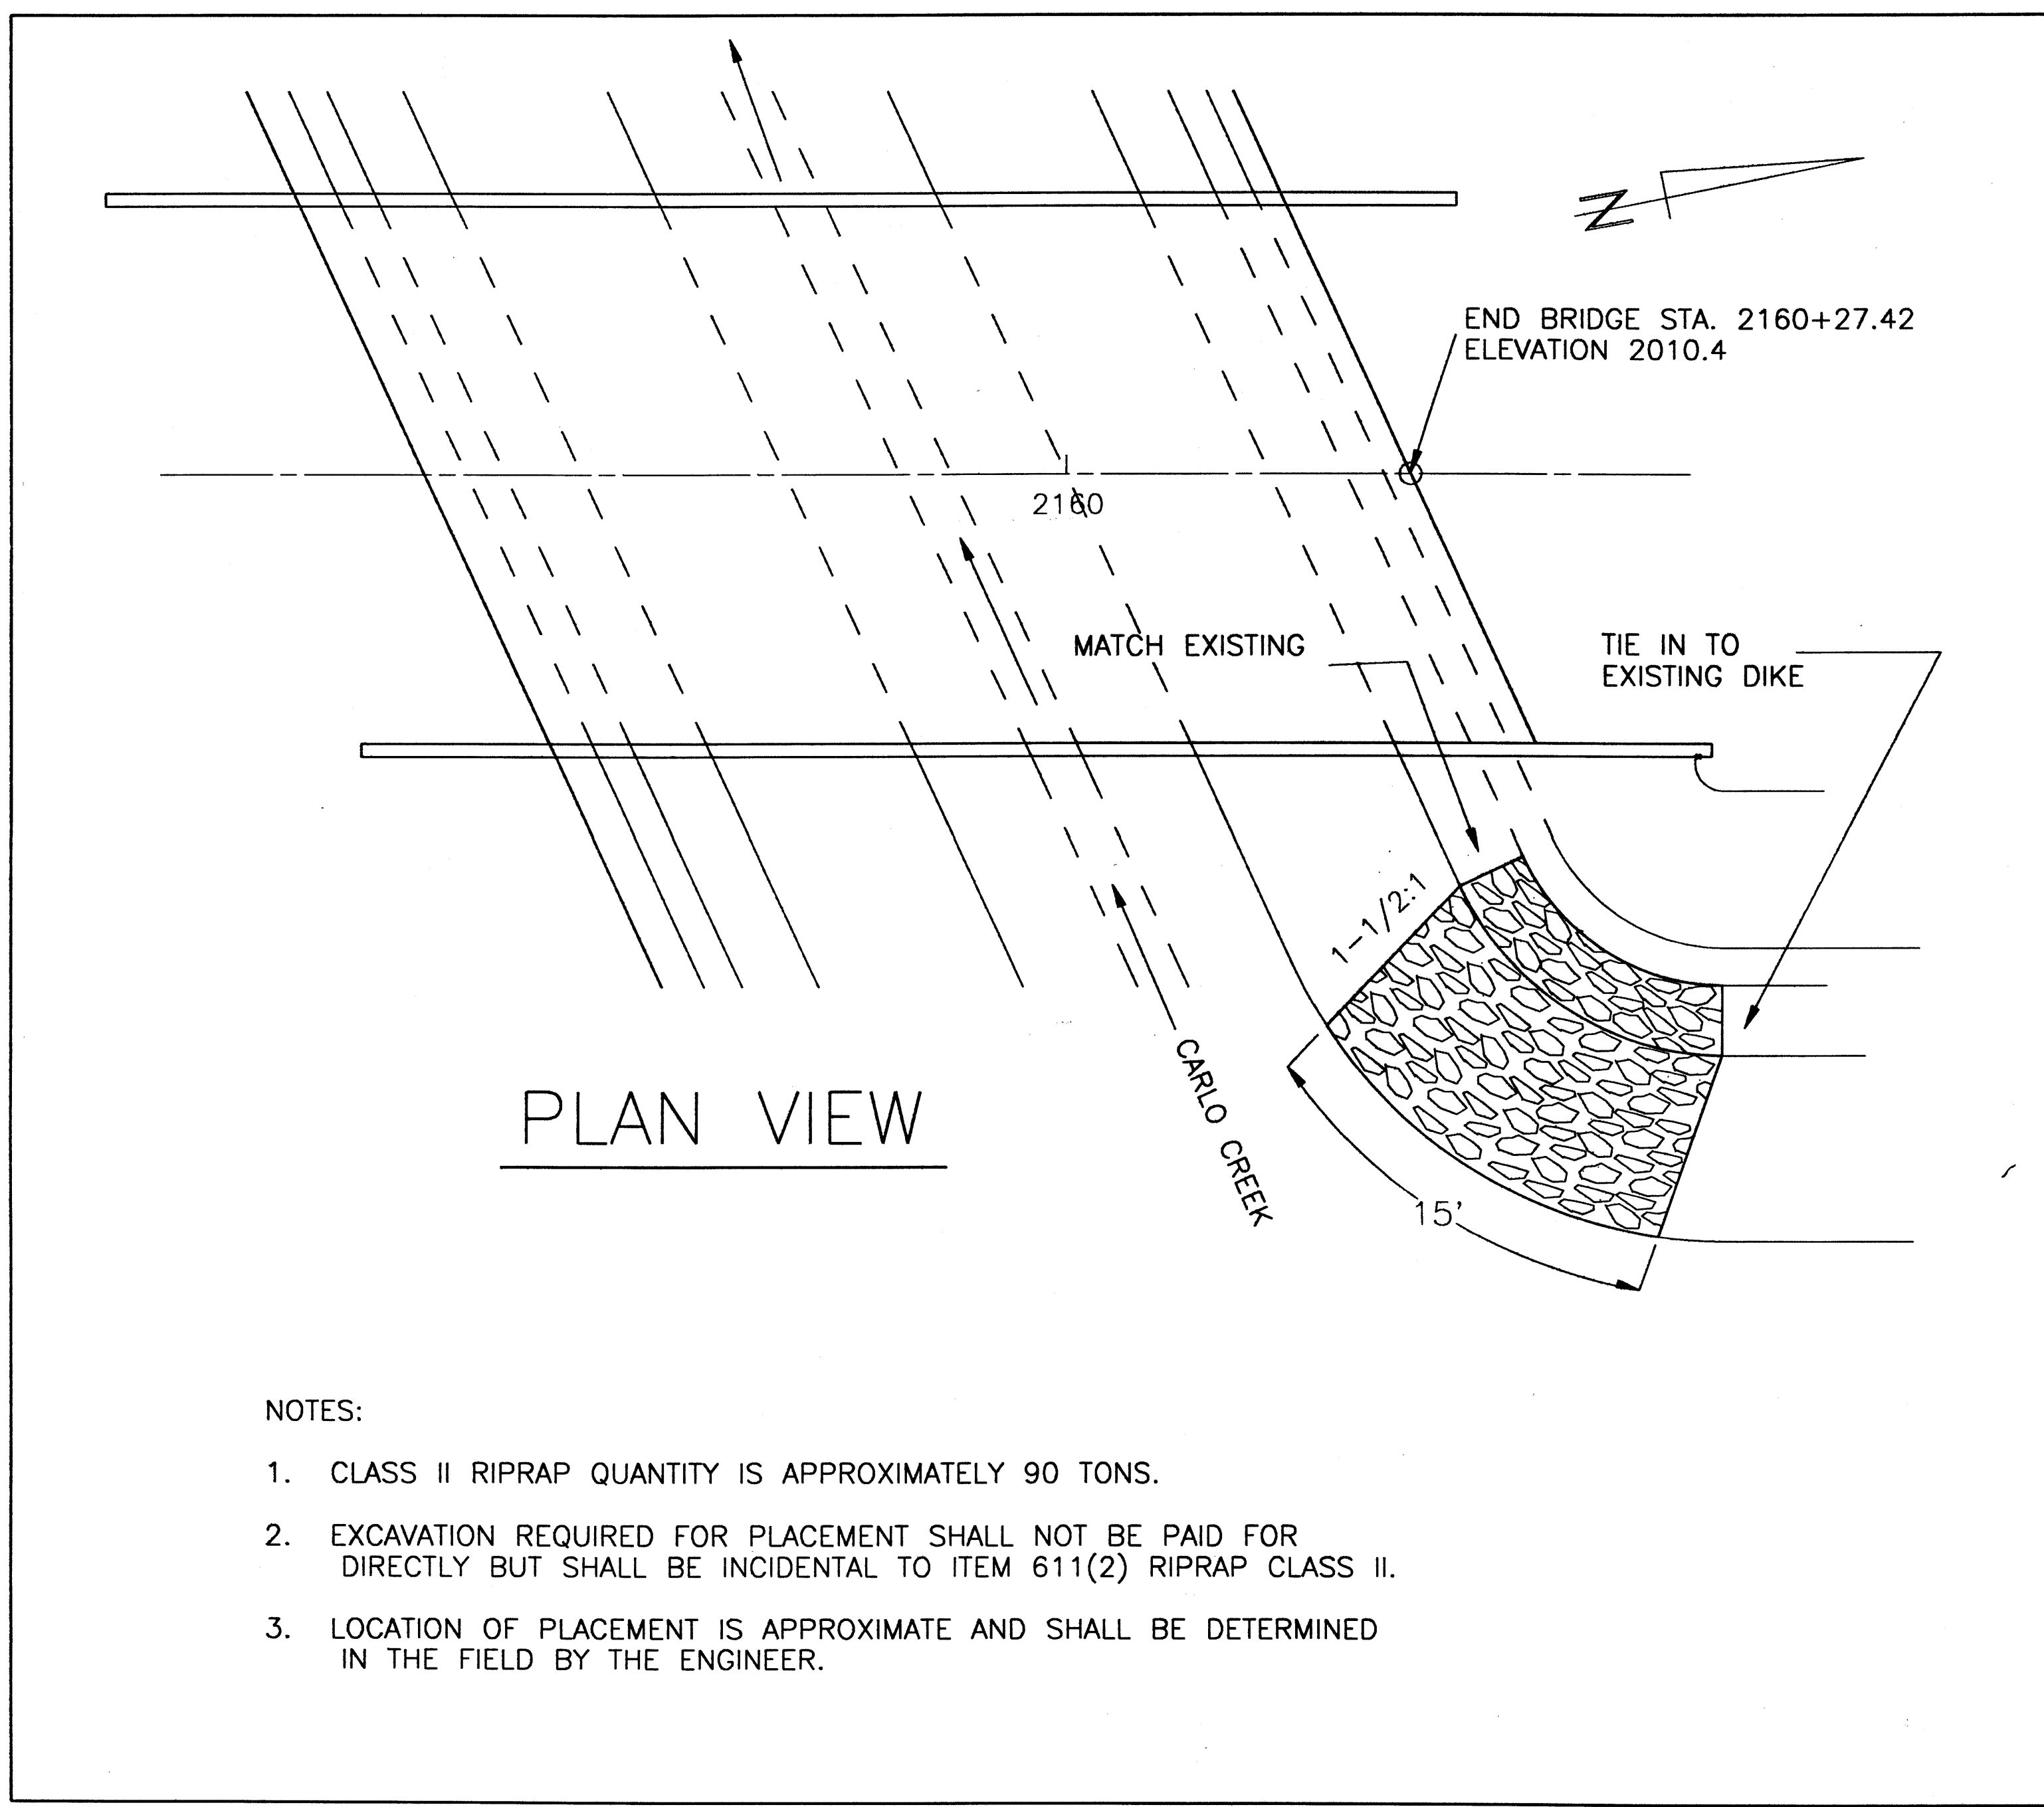 N
END BRIDGE STA. 2160+27.42
ELEVATION 2010.4
2160
MATCH EXISTING
TIE IN TO
EXISTING DIKE
1-1/2:1
CARLO CREEK
15'
PLAN VIEW
NOTES:
1. CLASS II RIPRAP QUANTITY IS APPROXIMATELY 90 TONS.
2. EXCAVATION REQUIRED FOR PLACEMENT SHALL NOT BE PAID FOR
DIRECTLY BUT SHALL BE INCIDENTAL TO ITEM 611(2) RIPRAP CLASS II.
3. LOCATION OF PLACEMENT IS APPROXIMATE AND SHALL BE DETERMINED
IN THE FIELD BY THE ENGINEER.